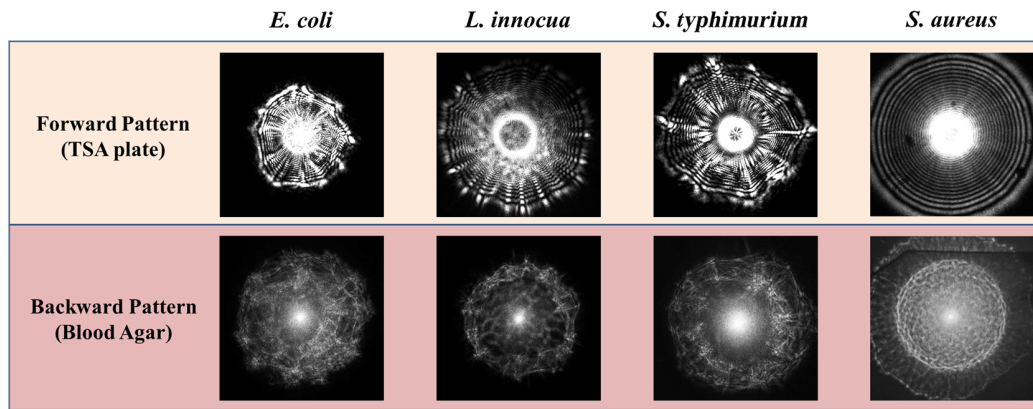 E. coli
L. innocua
S. typhimurium
S. aureus
Forward Pattern
(TSA plate)
Backward Pattern
(Blood Agar)